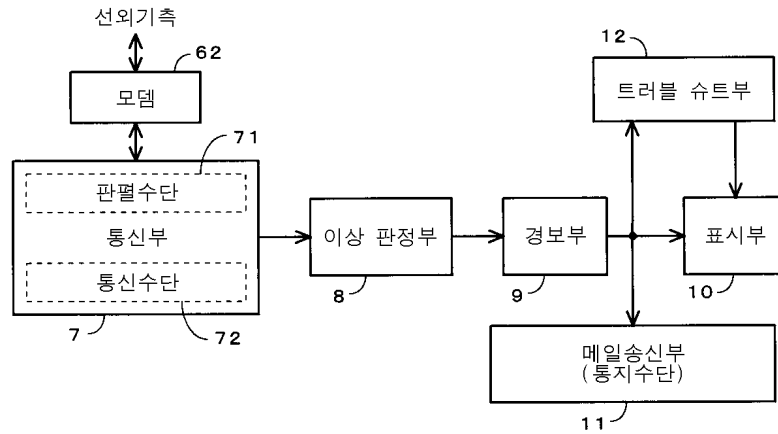 선외기측
62
모뎀
71
판폘수단
통신부
통신수단
7
72
이상 판정부
8
경보부
9
12
트러블 슈트부
표시부
10
메일송신부
(통지수단)
11